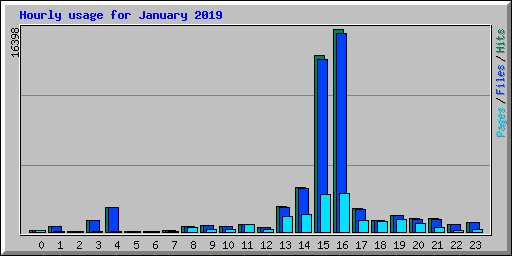 Hourly usage for January 2019
16398
Pages/Files/Hits
0 1 2 3 4 5 6 7 8 9 10 11 12 13 14 15 16 17 18 19 20 21 22 23